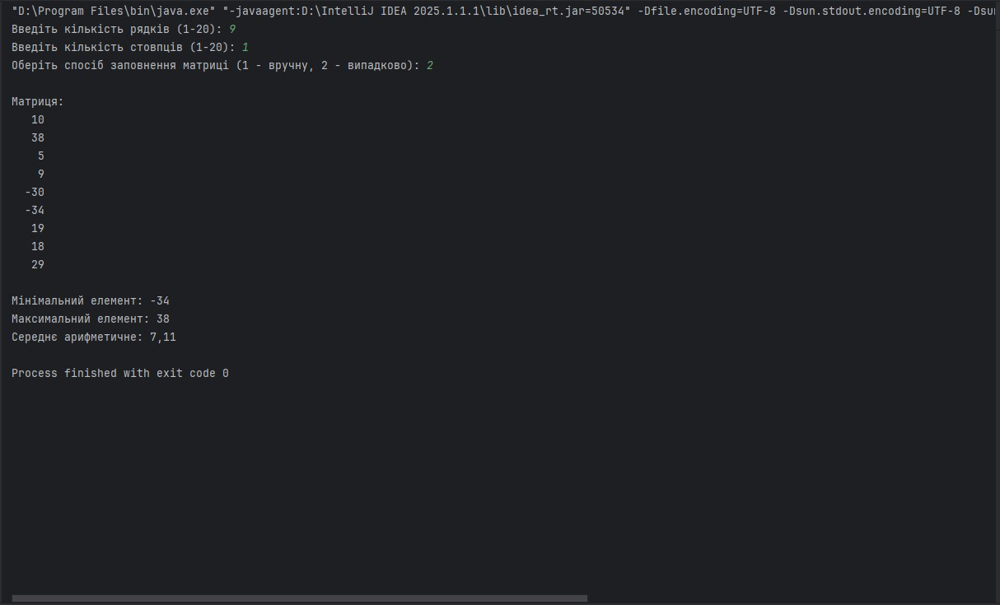 "D:\Program Files\bin\java.exe" "-javaagent:D:\IntelliJ IDEA 2025.1.1.1\lib\idea_rt.jar=50534" -Dfile.encoding=UTF-8 -Dsun.stdout.encoding=UTF-8
Введіть кількість рядків (1-20): 9
Введіть кількість стовпців (1-20): 1
Оберіть спосіб заповнення матриці (1 - вручну, 2 - випадково): 2
Матриця:
10
38
5
9
-30
-34
19
18
29
Мінімальний елемент: -34
Максимальний елемент: 38
Середнє арифметичне: 7,11
Process finished with exit code 0